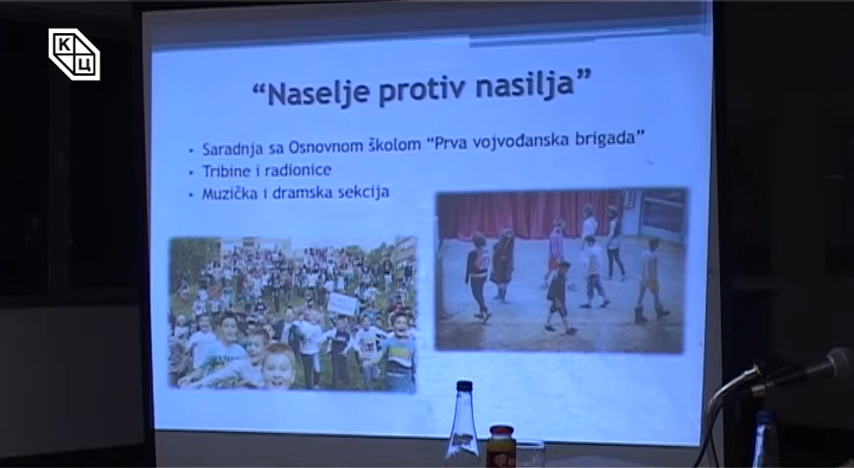 К
Ц
“Naselje protiv nasilja”
• Saradnja sa Osnovnom školom “Prva vojvođanska brigada”
• Tribine i radionice
• Muzička i dramska sekcija